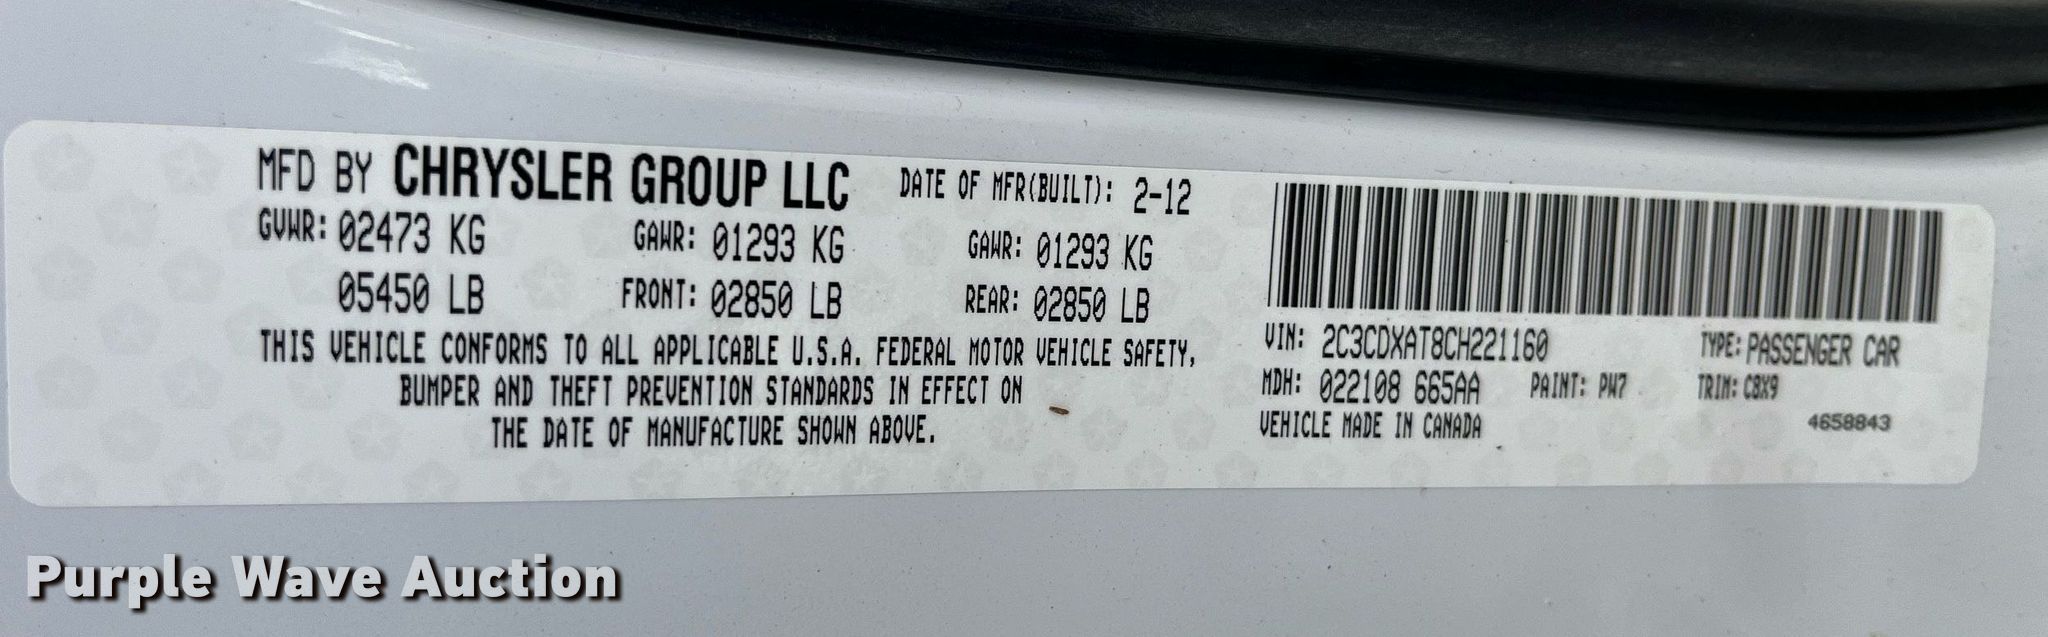 MFD BY CHRYSLER GROUP LLC DATE OF MFR(BUILT): 2-12
GVWR: 02473 KG GAWR: 01293 KG GAWR: 01293 KG
05450 LB FRONT: 02850 LB REAR: 02850 LB
THIS VEHICLE CONFORMS TO ALL APPLICABLE U.S.A. FEDERAL MOTOR VEHICLE SAFETY,
BUMPER AND THEFT PREVENTION STANDARDS IN EFFECT ON
THE DATE OF MANUFACTURE SHOWN ABOVE.
VIN: 2C3CDXAT8CH221160 TYPE: PASSENGER CAR
MDH: 022108 665AA PAINT: PW7 TRIM: C8X9
VEHICLE MADE IN CANADA
4658843
Purple Wave Auction